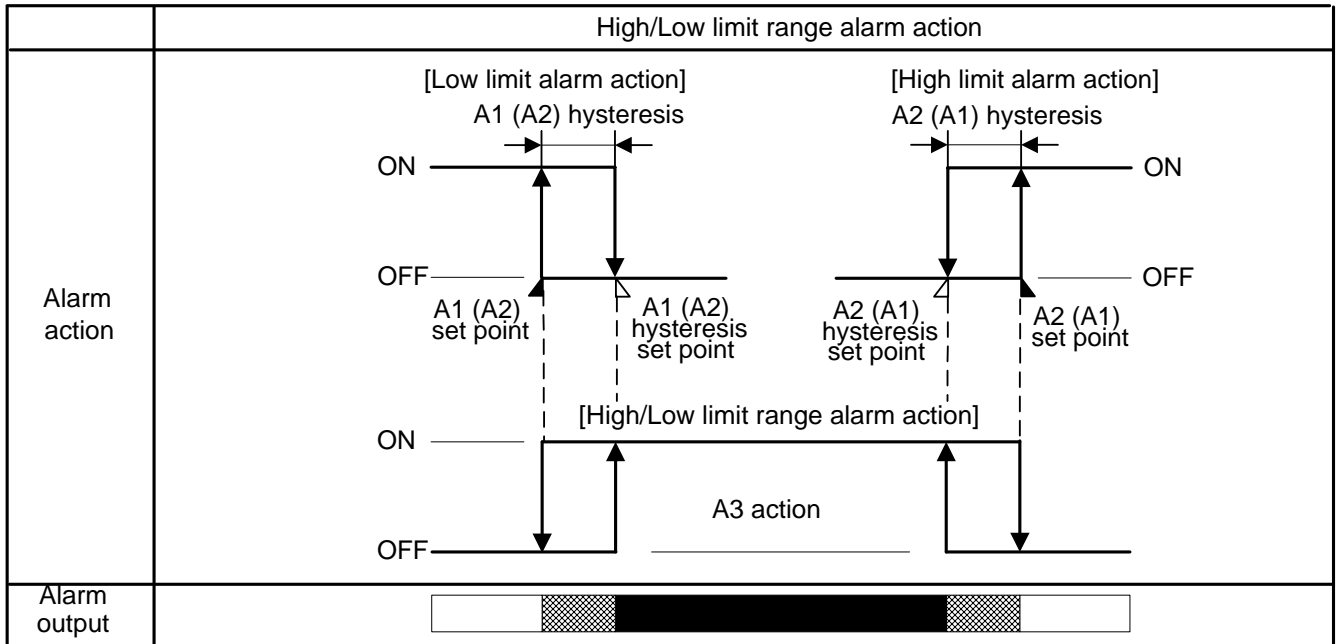 High/Low limit range alarm action
[Low limit alarm action]
[High limit alarm action]
A1 (A2) hysteresis
A2 (A1) hysteresis
ON
ON
OFF
OFF
Alarm
action
A1 (A2)
set point
A1 (A2)
hysteresis
set point
A2 (A1)
hysteresis
set point
A2 (A1)
set point
[High/Low limit range alarm action]
ON
A3 action
OFF
Alarm
output